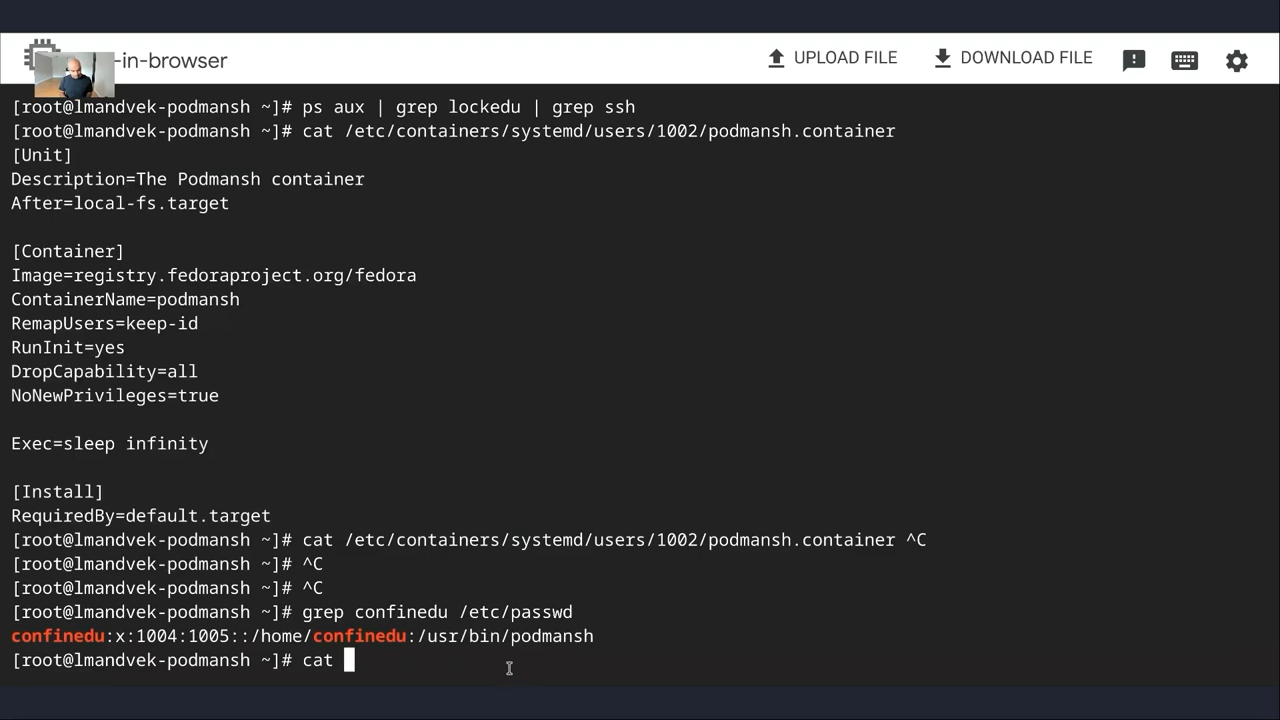 -in-browser
UPLOAD FILE
DOWNLOAD FILE
[root@lmandvek-podmansh ~]# ps aux | grep lockedu | grep ssh
[root@lmandvek-podmansh ~]# cat /etc/containers/systemd/users/1002/podmansh.container
[Unit]
Description=The Podmansh container
After=local-fs.target
[Container]
Image=registry.fedoraproject.org/fedora
ContainerName=podmansh
RemapUsers=keep-id
RunInit=yes
DropCapability=all
NoNewPrivileges=true
Exec=sleep infinity
[Install]
RequiredBy=default.target
[root@lmandvek-podmansh ~]# cat /etc/containers/systemd/users/1002/podmansh.container ^C
[root@lmandvek-podmansh ~]# ^C
[root@lmandvek-podmansh ~]# ^C
[root@lmandvek-podmansh ~]# grep confinedu /etc/passwd
confinedu:x:1004:1005::/home/confinedu:/usr/bin/podmansh
[root@lmandvek-podmansh ~]# cat